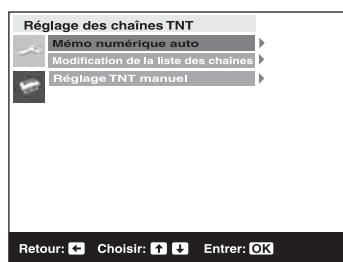 Réglage des chaînes TNT
Mémo numérique auto
Modification de la liste des chaînes
Réglage TNT manuel
Retour: ← Choisir: ↑ ↓ Entrer: OK